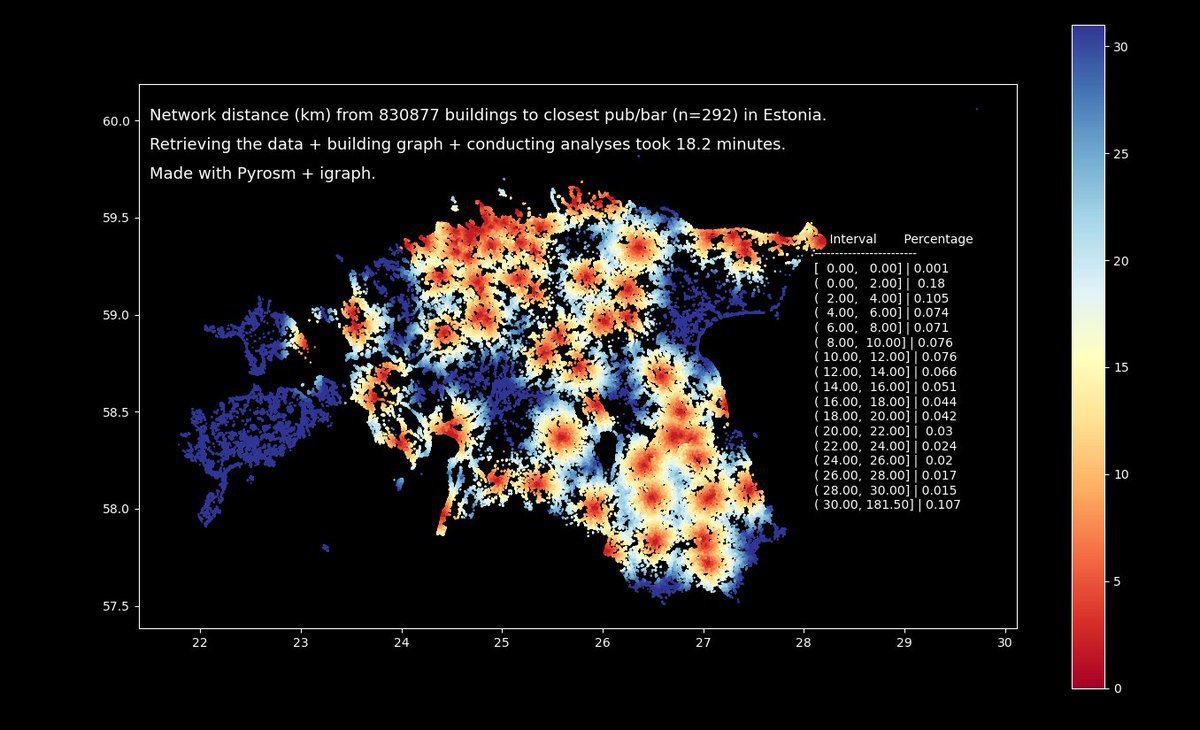 Network distance (km) from 830877 buildings to closest pub/bar (n=292) in Estonia.
Retrieving the data + building graph + conducting analyses took 18.2 minutes.
Made with Pyrosm + igraph.
Interval Percentage
------------------------
[ 0.00, 0.00] | 0.001
( 0.00, 2.00] | 0.18
( 2.00, 4.00] | 0.105
( 4.00, 6.00] | 0.074
( 6.00, 8.00] | 0.071
( 8.00, 10.00] | 0.076
( 10.00, 12.00] | 0.076
( 12.00, 14.00] | 0.066
( 14.00, 16.00] | 0.051
( 16.00, 18.00] | 0.044
( 18.00, 20.00] | 0.042
( 20.00, 22.00] | 0.03
( 22.00, 24.00] | 0.024
( 24.00, 26.00] | 0.02
( 26.00, 28.00] | 0.017
( 28.00, 30.00] | 0.015
( 30.00, 181.50] | 0.107
60.0
59.5
59.0
58.5
58.0
57.5
22 23 24 25 26 27 28 29 30
30
25
20
15
10
5
0